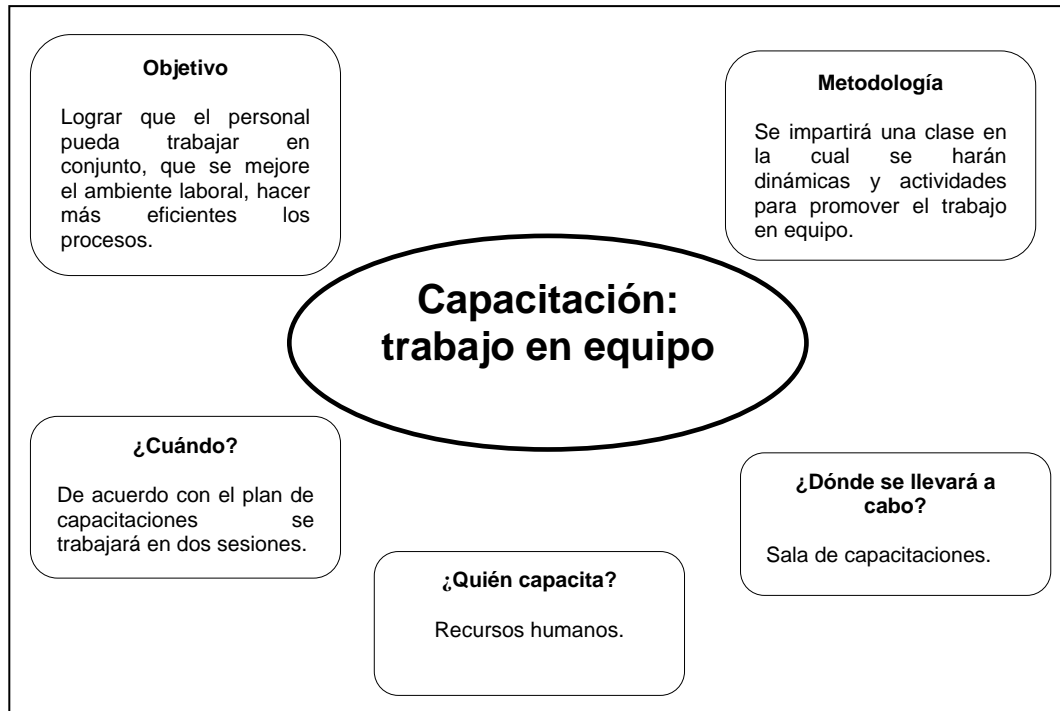 Objetivo
Lograr que el personal
pueda trabajar en
conjunto, que se mejore
el ambiente laboral, hacer
más eficientes los
procesos.
Metodología
Se impartirá una clase en
la cual se harán
dinámicas y actividades
para promover el trabajo
en equipo.
Capacitación:
trabajo en equipo
¿Cuándo?
De acuerdo con el plan de
capacitaciones se
trabajará en dos sesiones.
¿Quién capacita?
Recursos humanos.
¿Dónde se llevará a
cabo?
Sala de capacitaciones.